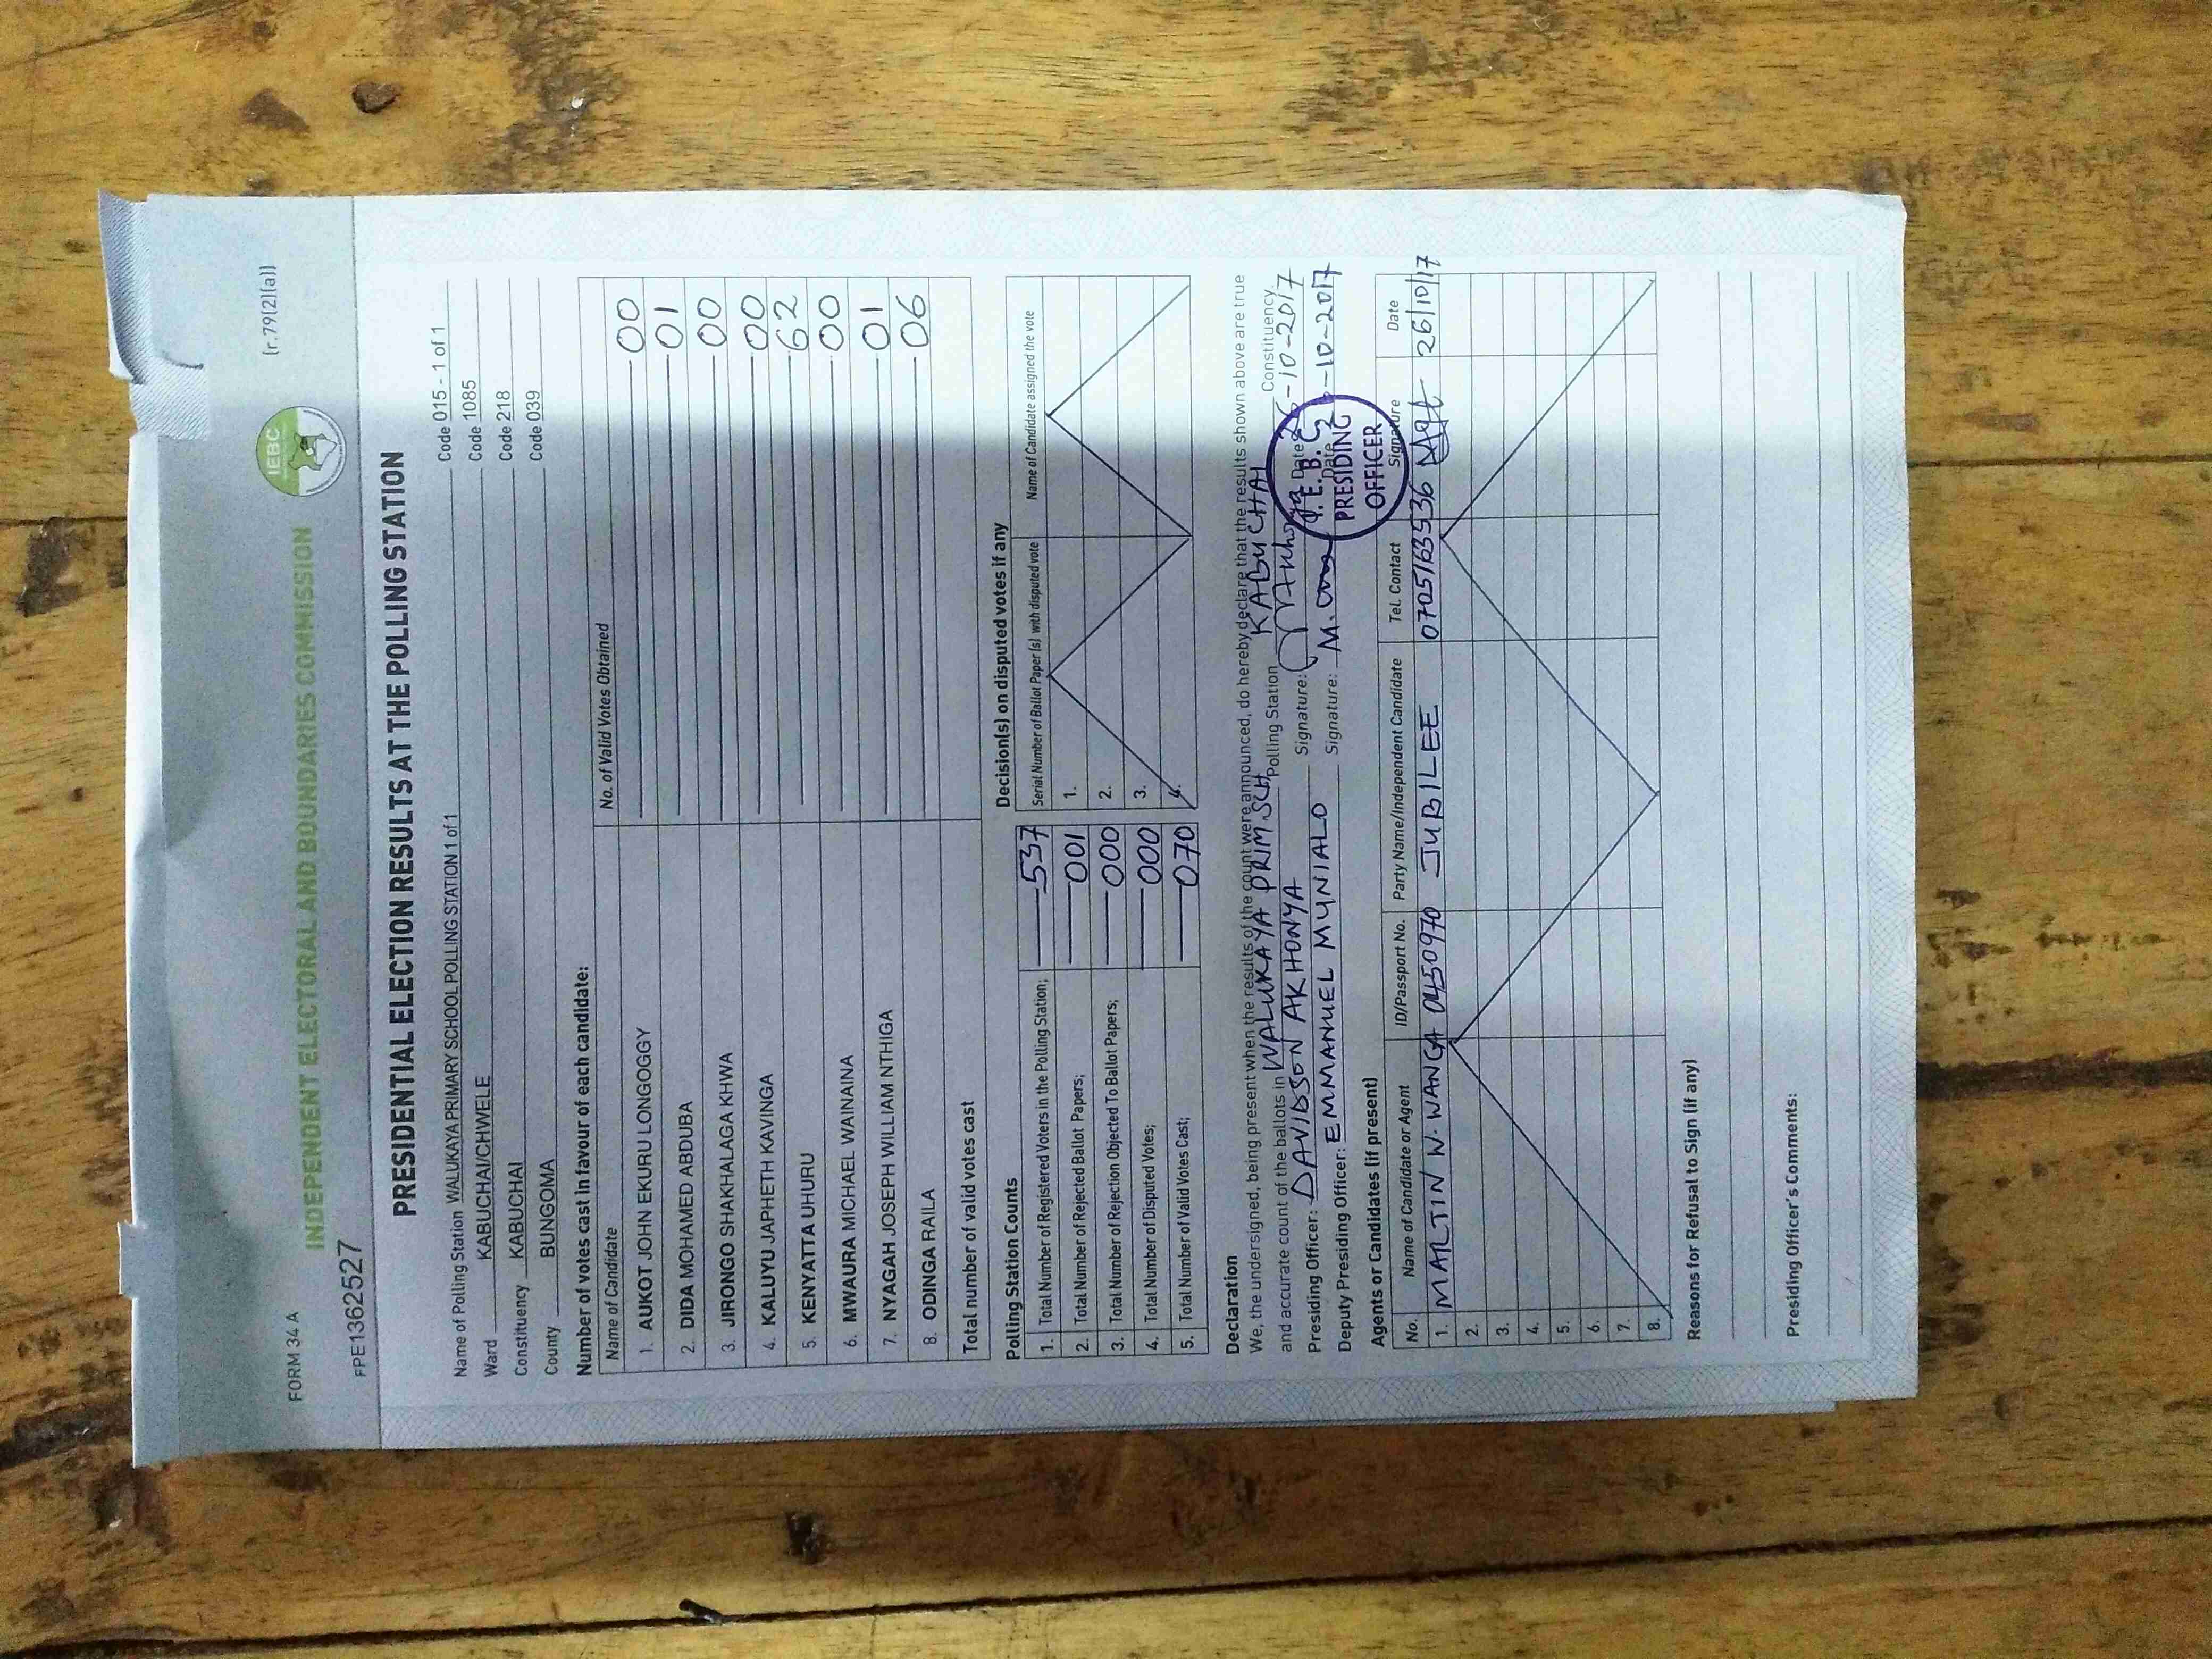 FORM 34 A
(r.79(2)(a))
IEBC
INDEPENDENT ELECTORAL AND BOUNDARIES COMMISSION
PPE1362527
PRESIDENTIAL ELECTION RESULTS AT THE POLLING STATION
Name of Polling Station WALUKAYA PRIMARY SCHOOL POLLING STATION 1 of 1 Code 015 - 1 of 1
Ward KABUCHAI/CHWELE Code 1085
Constituency KABUCHAI Code 218
County BUNGOMA Code 039
Number of votes cast in favour of each candidate:
Name of Candidate No. of Valid Votes Obtained
1. AUKOT JOHN EKURU LONGOGGY 00
2. DIDA MOHAMED ABDUBA 01
3. JIRONGO SHAKHALAGA KHWA 00
4. KALUYU JAPHETH KAVINGA 00
5. KENYATTA UHURU 62
6. MWAURA MICHAEL WAINAINA 00
7. NYAGAH JOSEPH WILLIAM NTHIGA 01
8. ODINGA RAILA 06
Total number of valid votes cast
Polling Station Counts
1. Total Number of Registered Voters in the Polling Station; 537
2. Total Number of Rejected Ballot Papers; 001
3. Total Number of Rejection Objected To Ballot Papers; 000
4. Total Number of Disputed Votes; 000
5. Total Number of Valid Votes Cast; 070
Decision(s) on disputed votes if any
Serial Number of Ballot Paper (s) with disputed vote Name of Candidate assigned the vote
1.
2.
3.
4.
Declaration
We, the undersigned, being present when the results of the count were announced, do hereby declare that the results shown above are true
and accurate count of the ballots in WALUKAYA PRIM SCH Polling Station KABUCHAI Constituency.
Presiding Officer: DAVIDSON AKHONYA Signature: Date: 26-10-2017
Deputy Presiding Officer: EMMANUEL MUNIALO Signature: Date: 26-10-2017
I. E. B. C
PRESIDING
OFFICER
Agents or Candidates (if present)
No. Name of Candidate or Agent ID/Passport No. Party Name/Independent Candidate Tel. Contact Signature Date
1. MARTIN W. WANGA 0450970 JUBILEE 0705163536 26/10/17
2.
3.
4.
5.
6.
7.
8.
Reasons for Refusal to Sign (if any)
Presiding Officer's Comments: